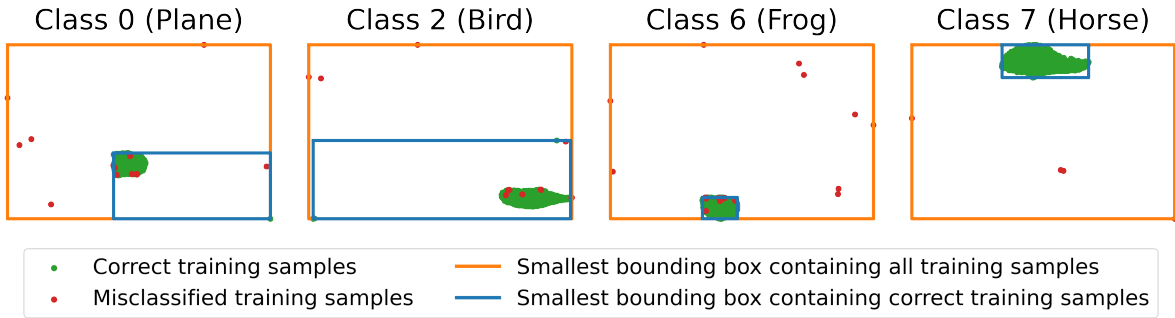 Class 0 (Plane)
Class 2 (Bird)
Class 6 (Frog)
Class 7 (Horse)
Correct training samples
Misclassified training samples
Smallest bounding box containing all training samples
Smallest bounding box containing correct training samples